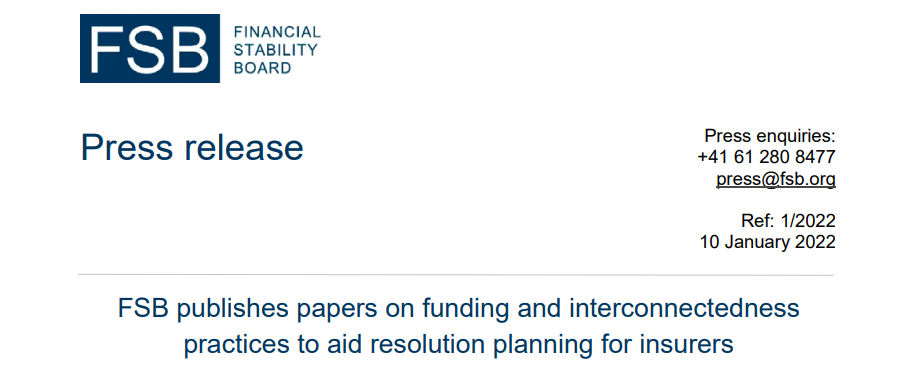 FSB
FINANCIAL
STABILITY
BOARD
Press release
Press enquiries:
+41 61 280 8477
press@fsb.org
Ref: 1/2022
10 January 2022
FSB publishes papers on funding and interconnectedness
practices to aid resolution planning for insurers